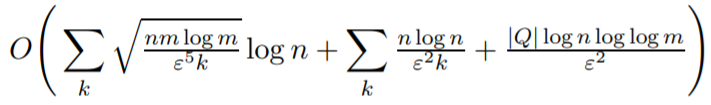 O( ∑_k √(nm log m / ε^5 k) log n + ∑_k n log n / ε^2 k + |Q| log n log log m / ε^2 )